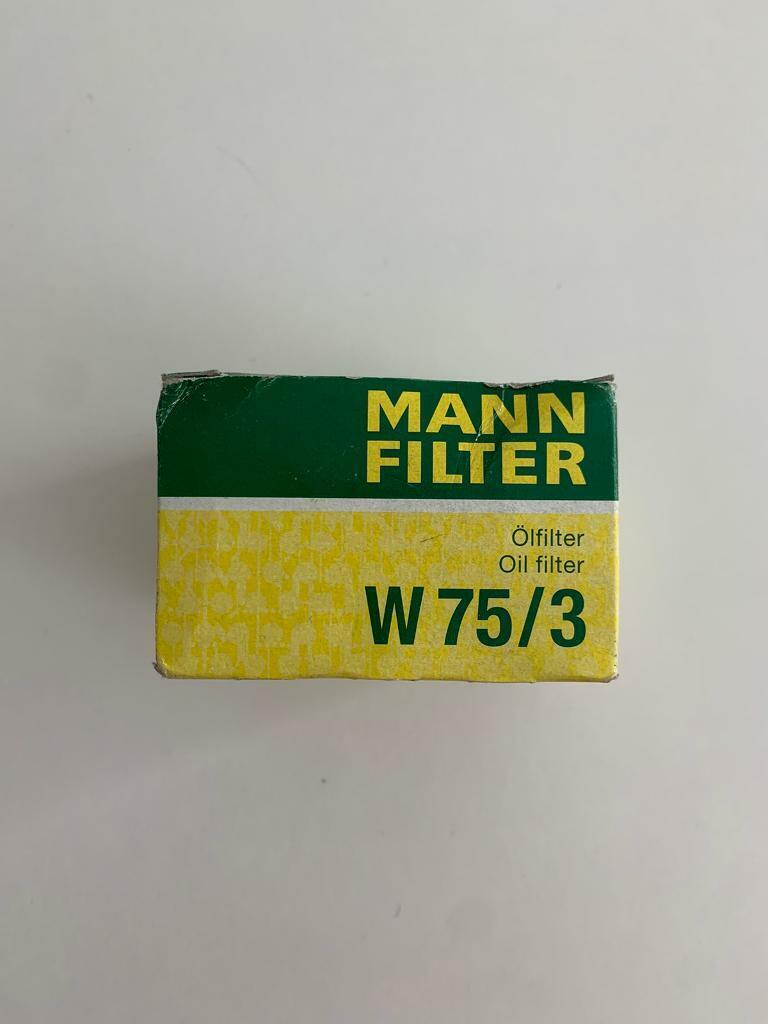 MANN
FILTER
Ölfilter
Oil filter
W 75/3